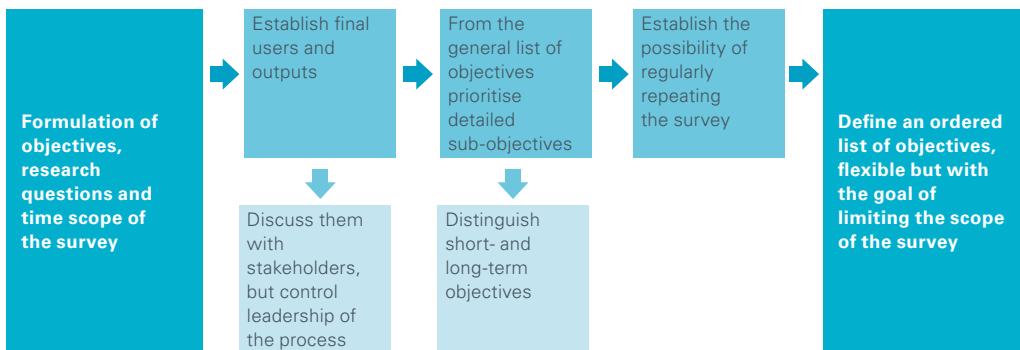 Formulation of
objectives,
research
questions and
time scope of
the survey
Establish final
users and
outputs
Discuss them
with
stakeholders,
but control
leadership of
the process
From the
general list of
objectives
prioritise
detailed
sub-objectives
Distinguish
short- and
long-term
objectives
Establish the
possibility of
regularly
repeating
the survey
Define an ordered
list of objectives,
flexible but with
the goal of
limiting the scope
of the survey